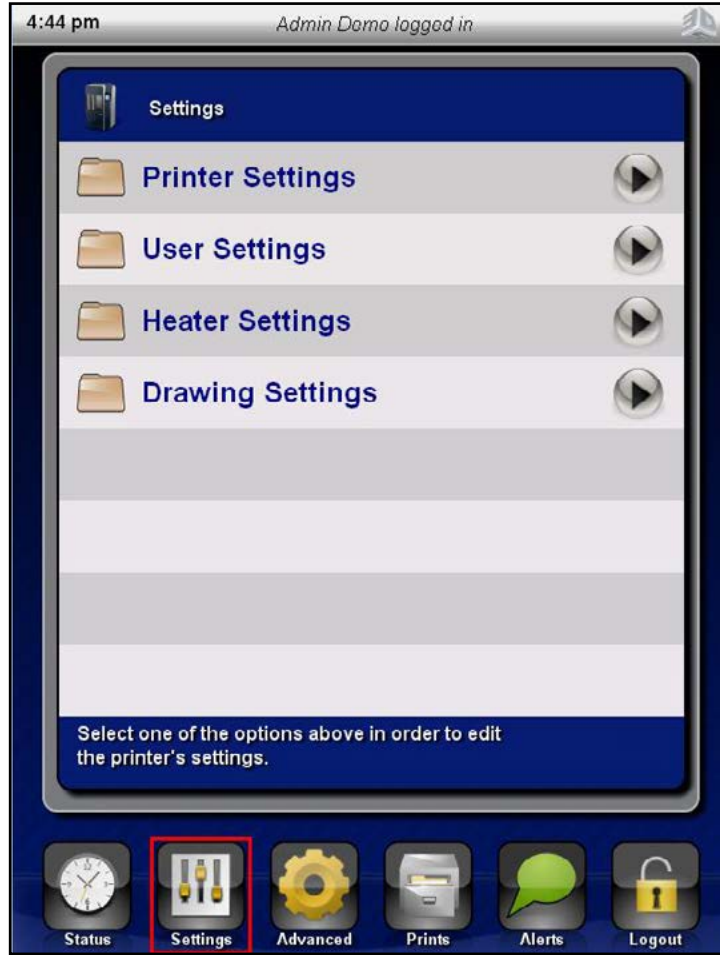 4:44 pm Admin Demo logged in
Settings
Printer Settings
User Settings
Heater Settings
Drawing Settings
Select one of the options above in order to edit
the printer's settings.
Status Settings Advanced Prints Alerts Logout